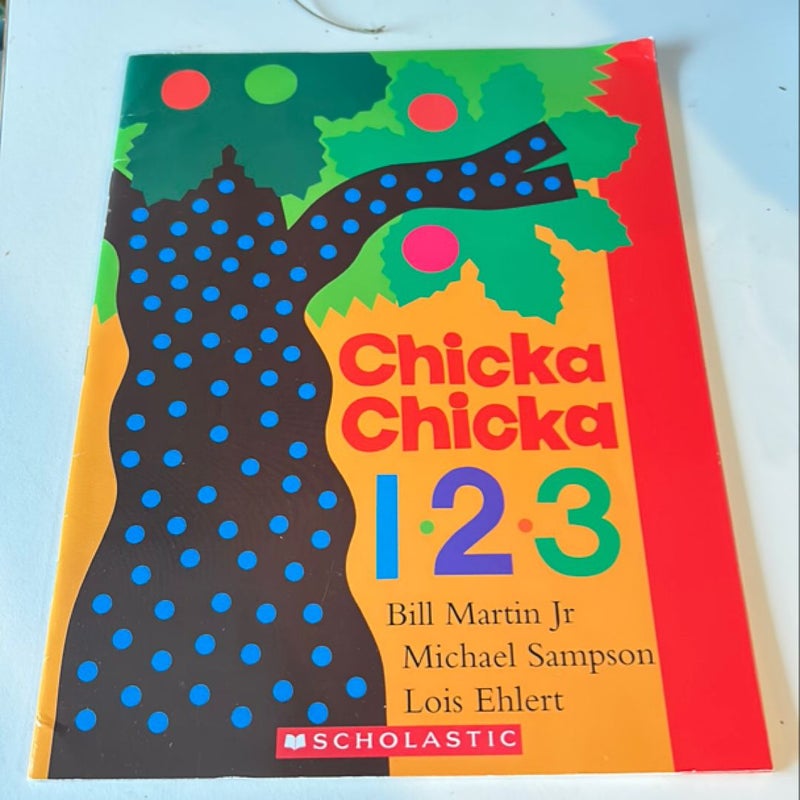 Chicka
Chicka
1·2·3
Bill Martin Jr
Michael Sampson
Lois Ehlert
SCHOLASTIC